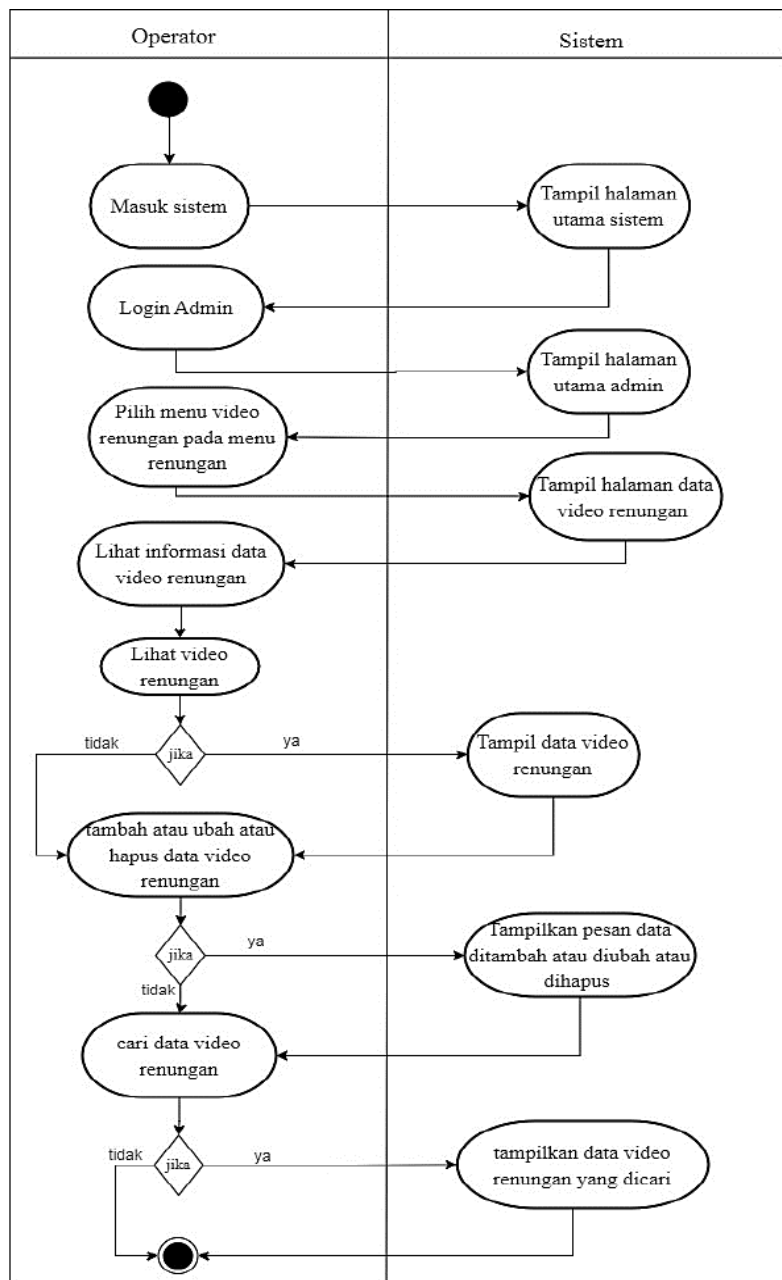 Operator
Sistem
Masuk sistem
Tampil halaman
utama sistem
Login Admin
Tampil halaman
utama admin
Pilih menu video
renungan pada menu
renungan
Tampil halaman data
video renungan
Lihat informasi data
video renungan
Lihat video
renungan
tidak
jika
ya
Tampil data video
renungan
tambah atau ubah atau
hapus data video
renungan
jika
ya
tidak
Tampilkan pesan data
ditambah atau diubah atau
dihapus
cari data video
renungan
tidak
jika
ya
tampilkan data video
renungan yang dicari